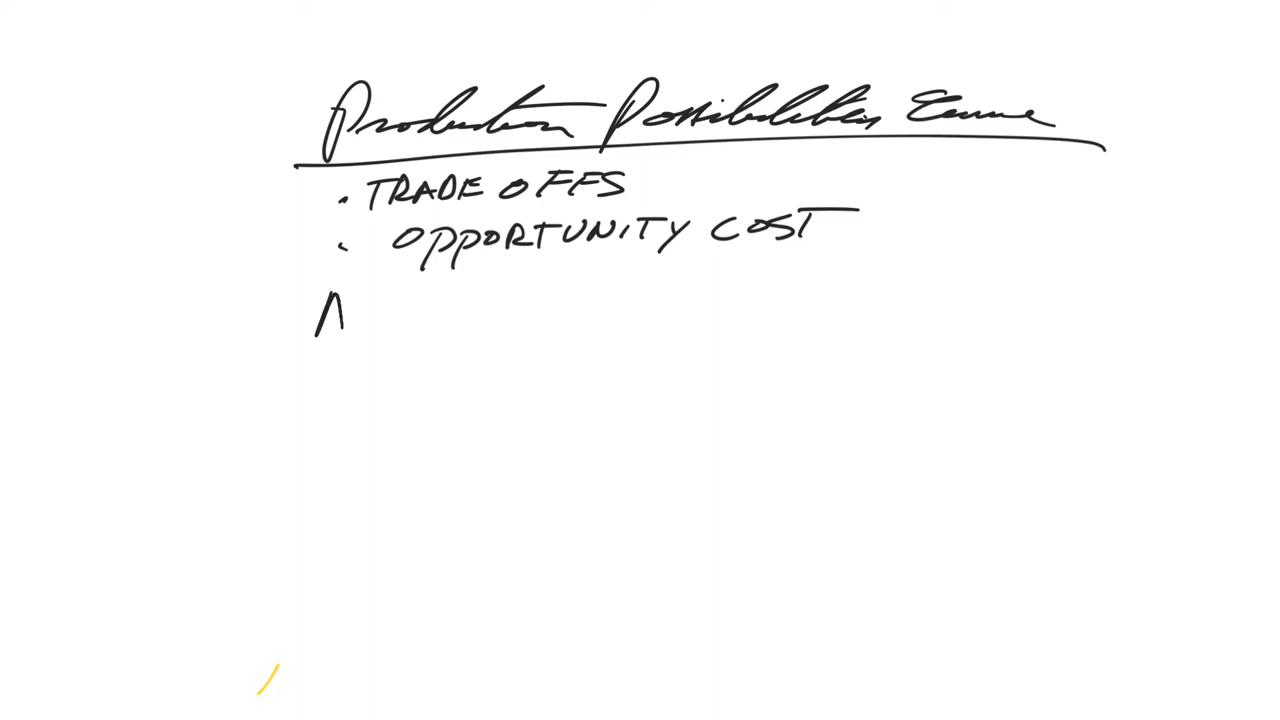 Production Possibilities Curve
. TRADE OFFS
. OPPORTUNITY COST